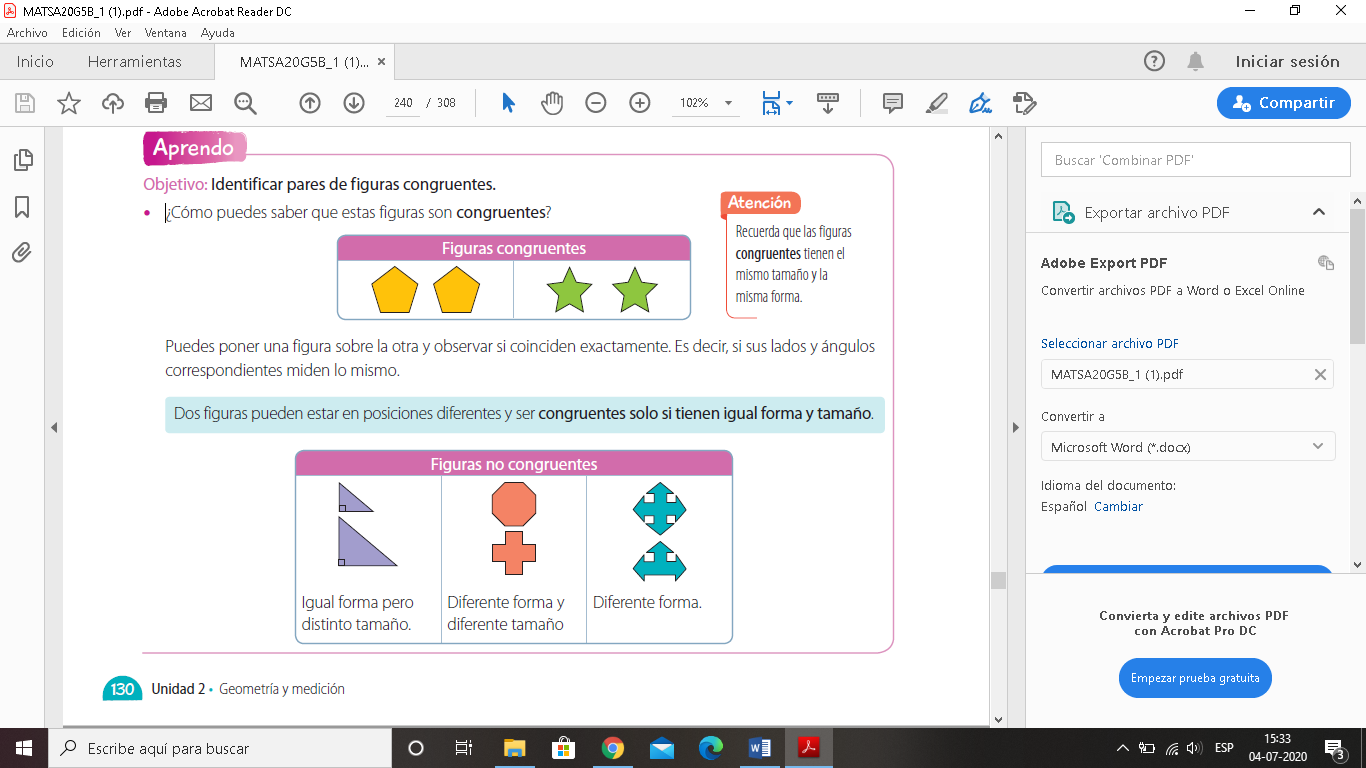 MATSA20G5B_1 (1).pdf - Adobe Acrobat Reader DC
Archivo Edición Ver Ventana Ayuda
Inicio Herramientas MATSA20G5B_1 (1)... × Iniciar sesión
240 / 308 102% Compartir
Aprendo
Objetivo: Identificar pares de figuras congruentes.
• ¿Cómo puedes saber que estas figuras son congruentes?
Figuras congruentes
Atención
Recuerda que las figuras
congruentes tienen el
mismo tamaño y la
misma forma.
Puedes poner una figura sobre la otra y observar si coinciden exactamente. Es decir, si sus lados y ángulos
correspondientes miden lo mismo.
Dos figuras pueden estar en posiciones diferentes y ser congruentes solo si tienen igual forma y tamaño.
Figuras no congruentes
Igual forma pero
distinto tamaño.
Diferente forma y
diferente tamaño
Diferente forma.
130 Unidad 2 • Geometría y medición
Buscar 'Combinar PDF'
Exportar archivo PDF
Adobe Export PDF
Convertir archivos PDF a Word o Excel Online
Seleccionar archivo PDF
MATSA20G5B_1 (1).pdf
Convertir a
Microsoft Word (*.docx)
Idioma del documento:
Español Cambiar
Convierta y edite archivos PDF
con Acrobat Pro DC
Empezar prueba gratuita
Escribe aquí para buscar
ESP
15:33
04-07-2020
3